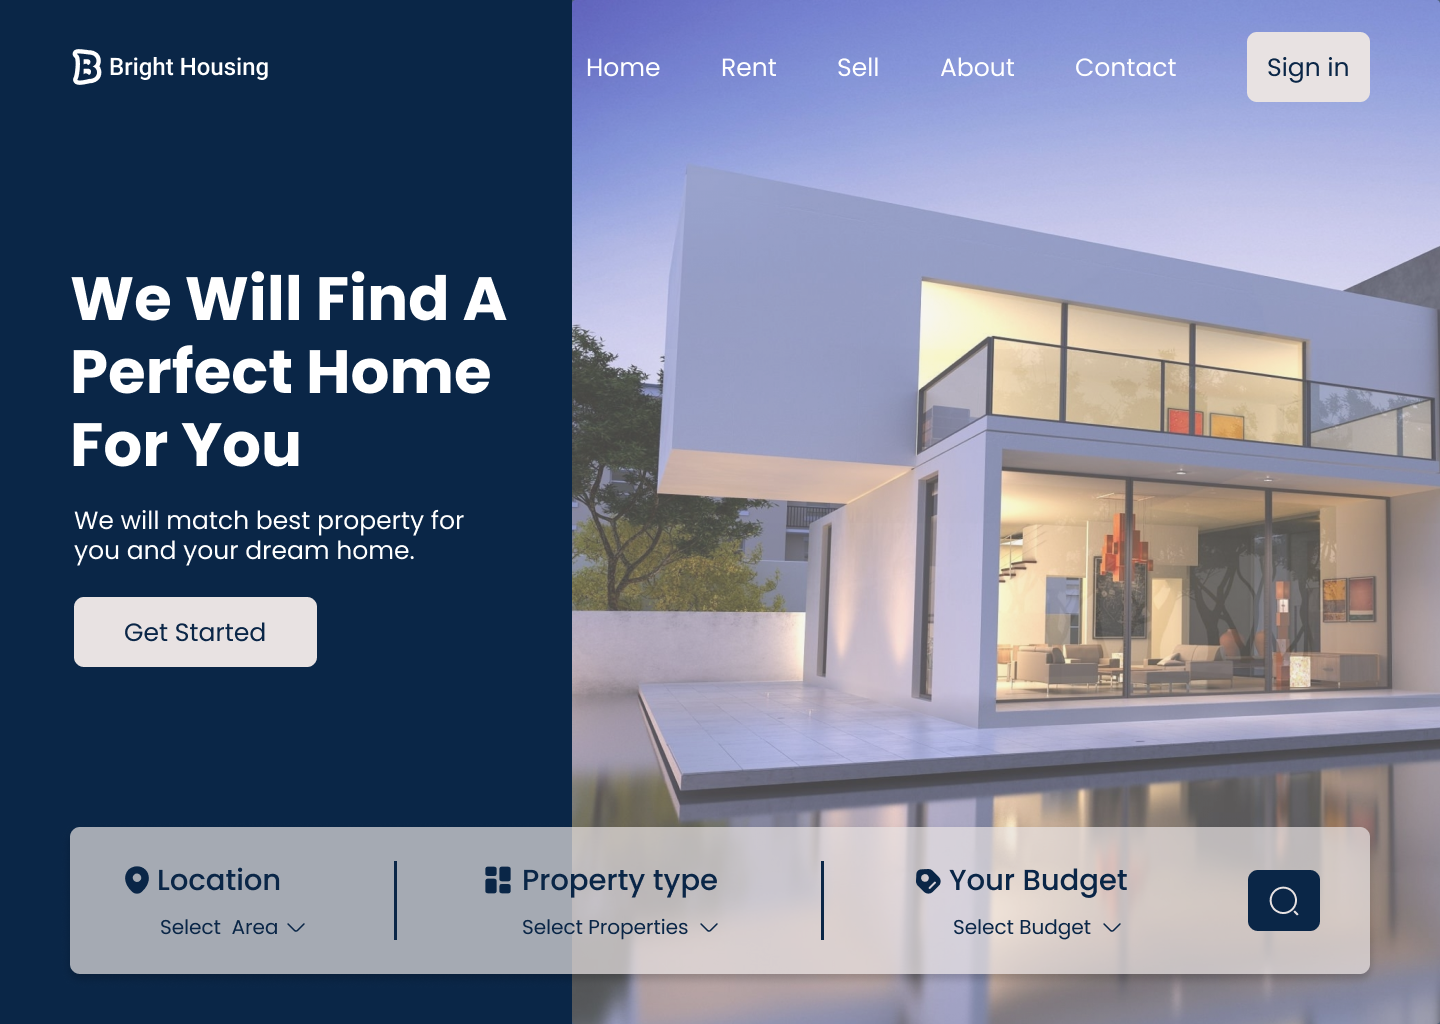 Bright Housing
Home Rent Sell About Contact Sign in
We Will Find A
Perfect Home
For You
We will match best property for
you and your dream home.
Get Started
Location Property type Your Budget
Select Area Select Properties Select Budget